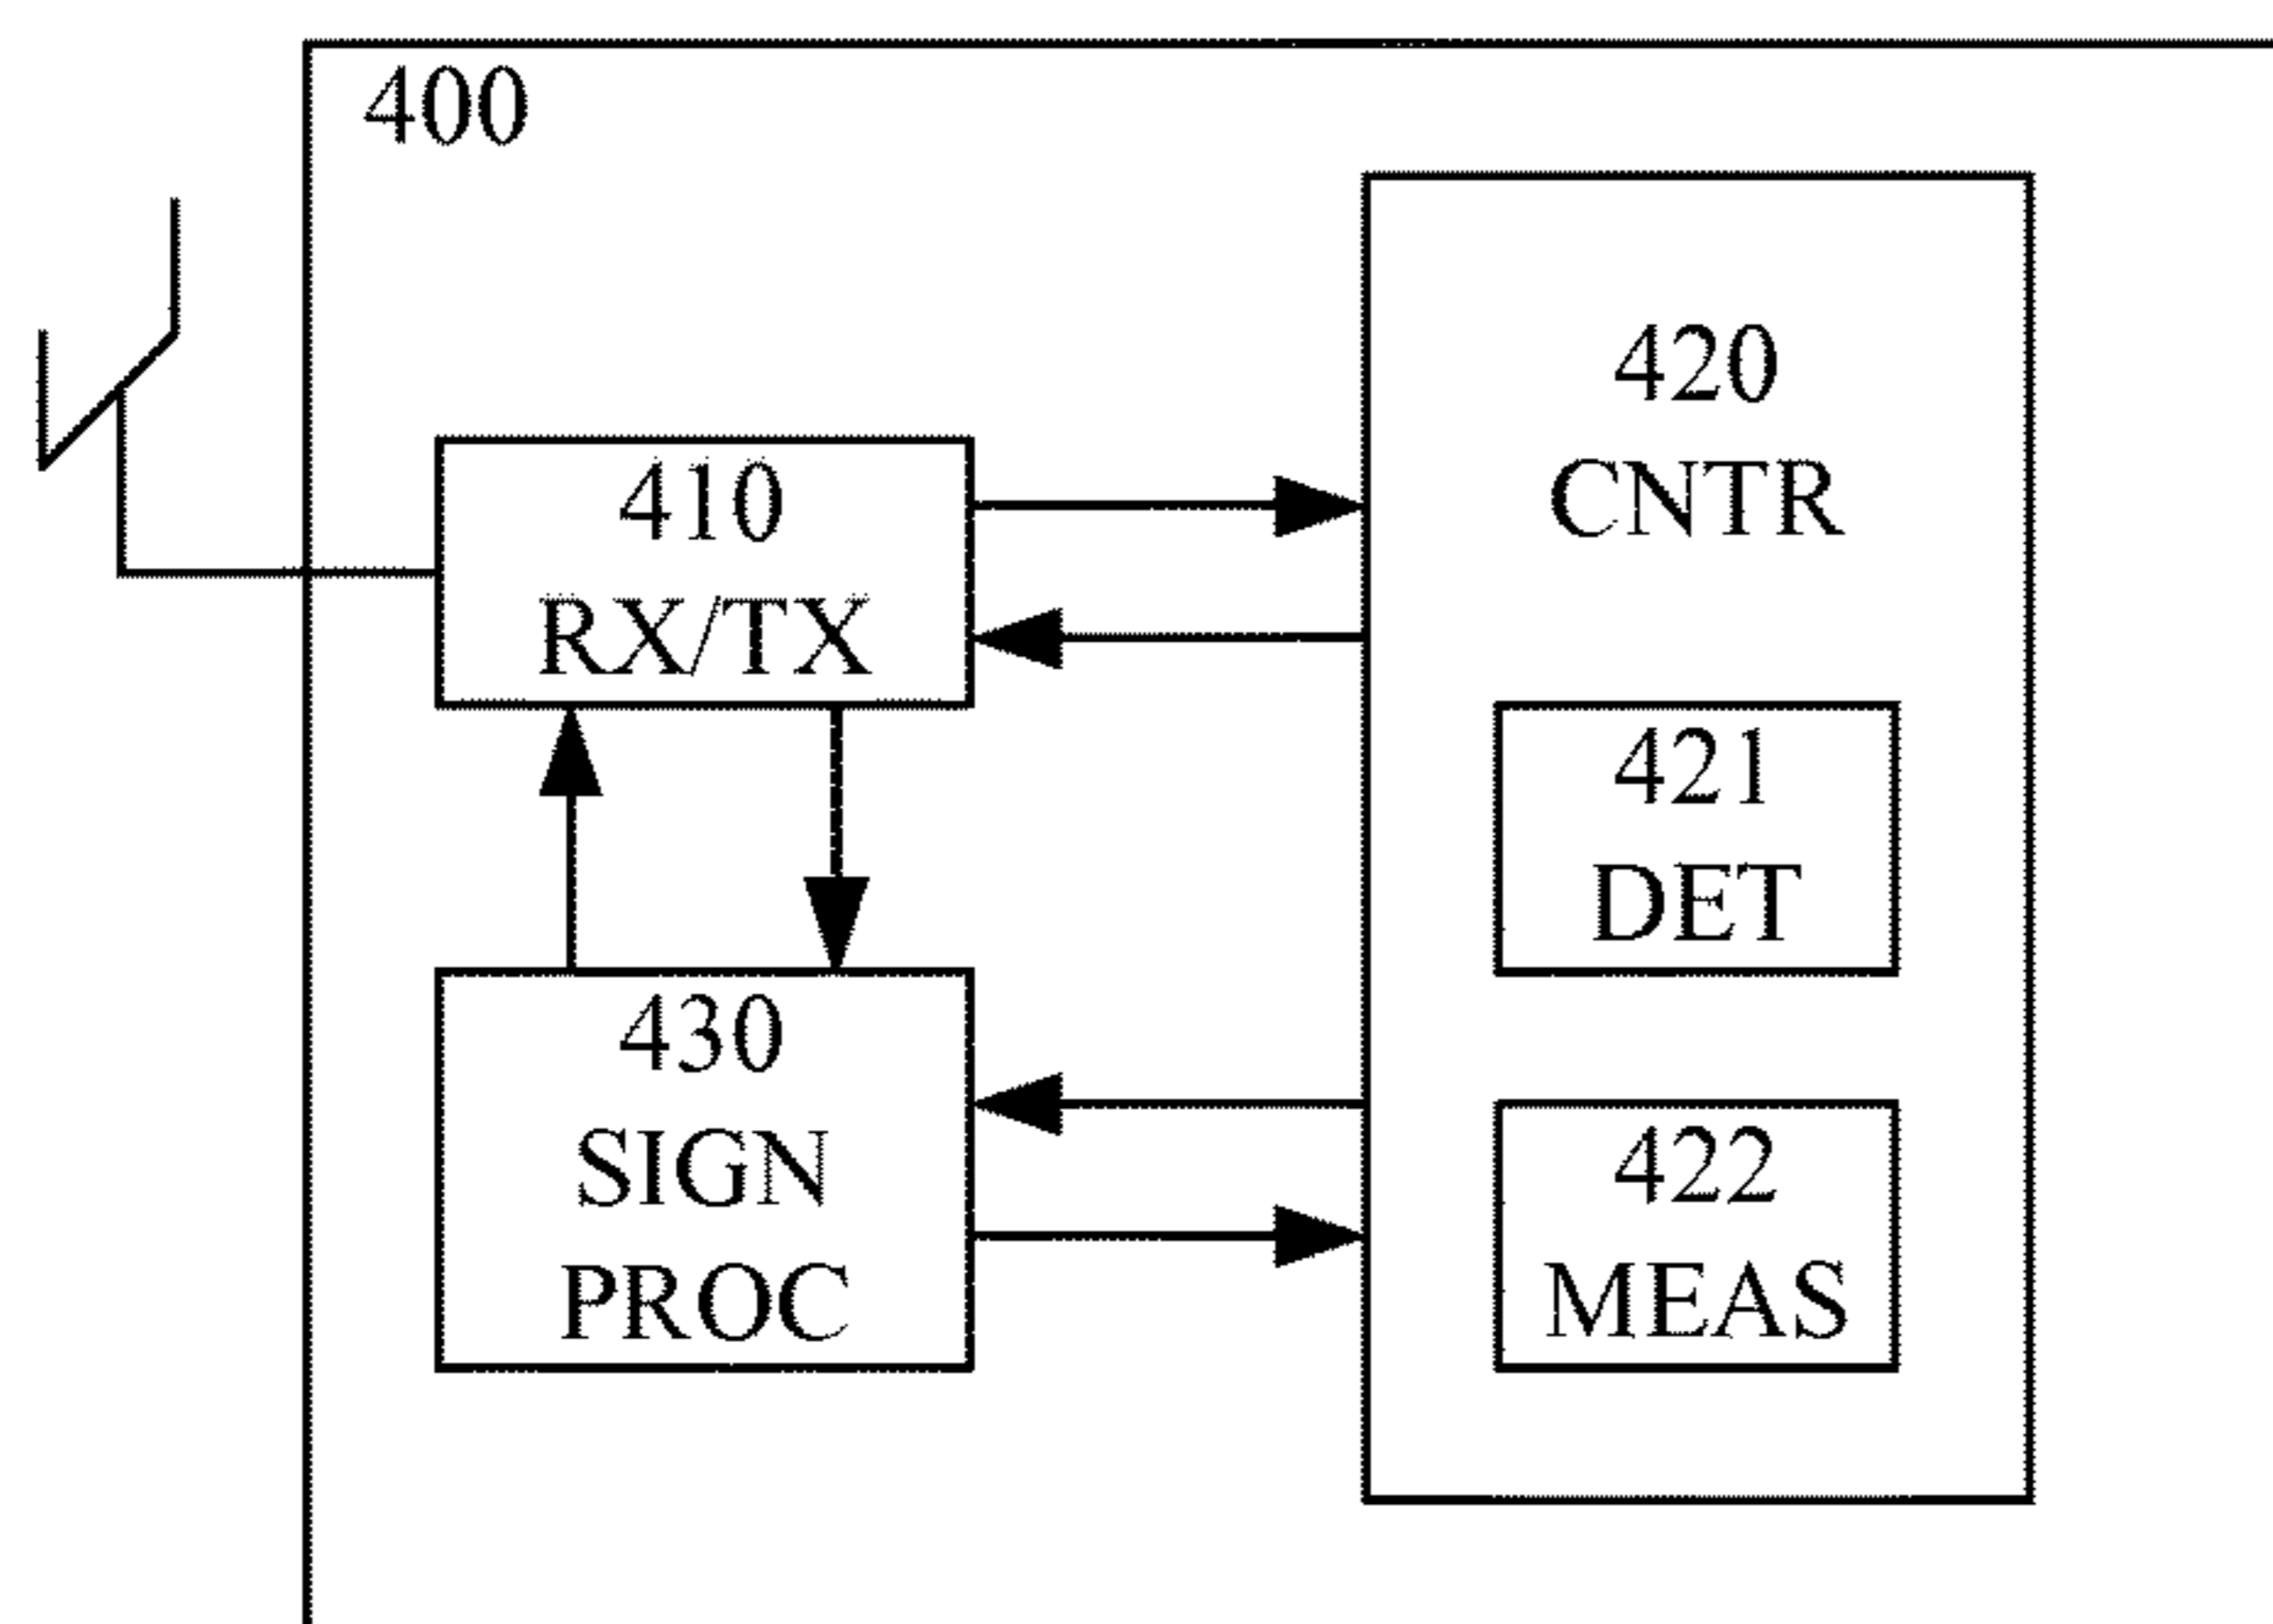 400
410
RX/TX
420
CNTR
421
DET
430
SIGN
PROC
422
MEAS